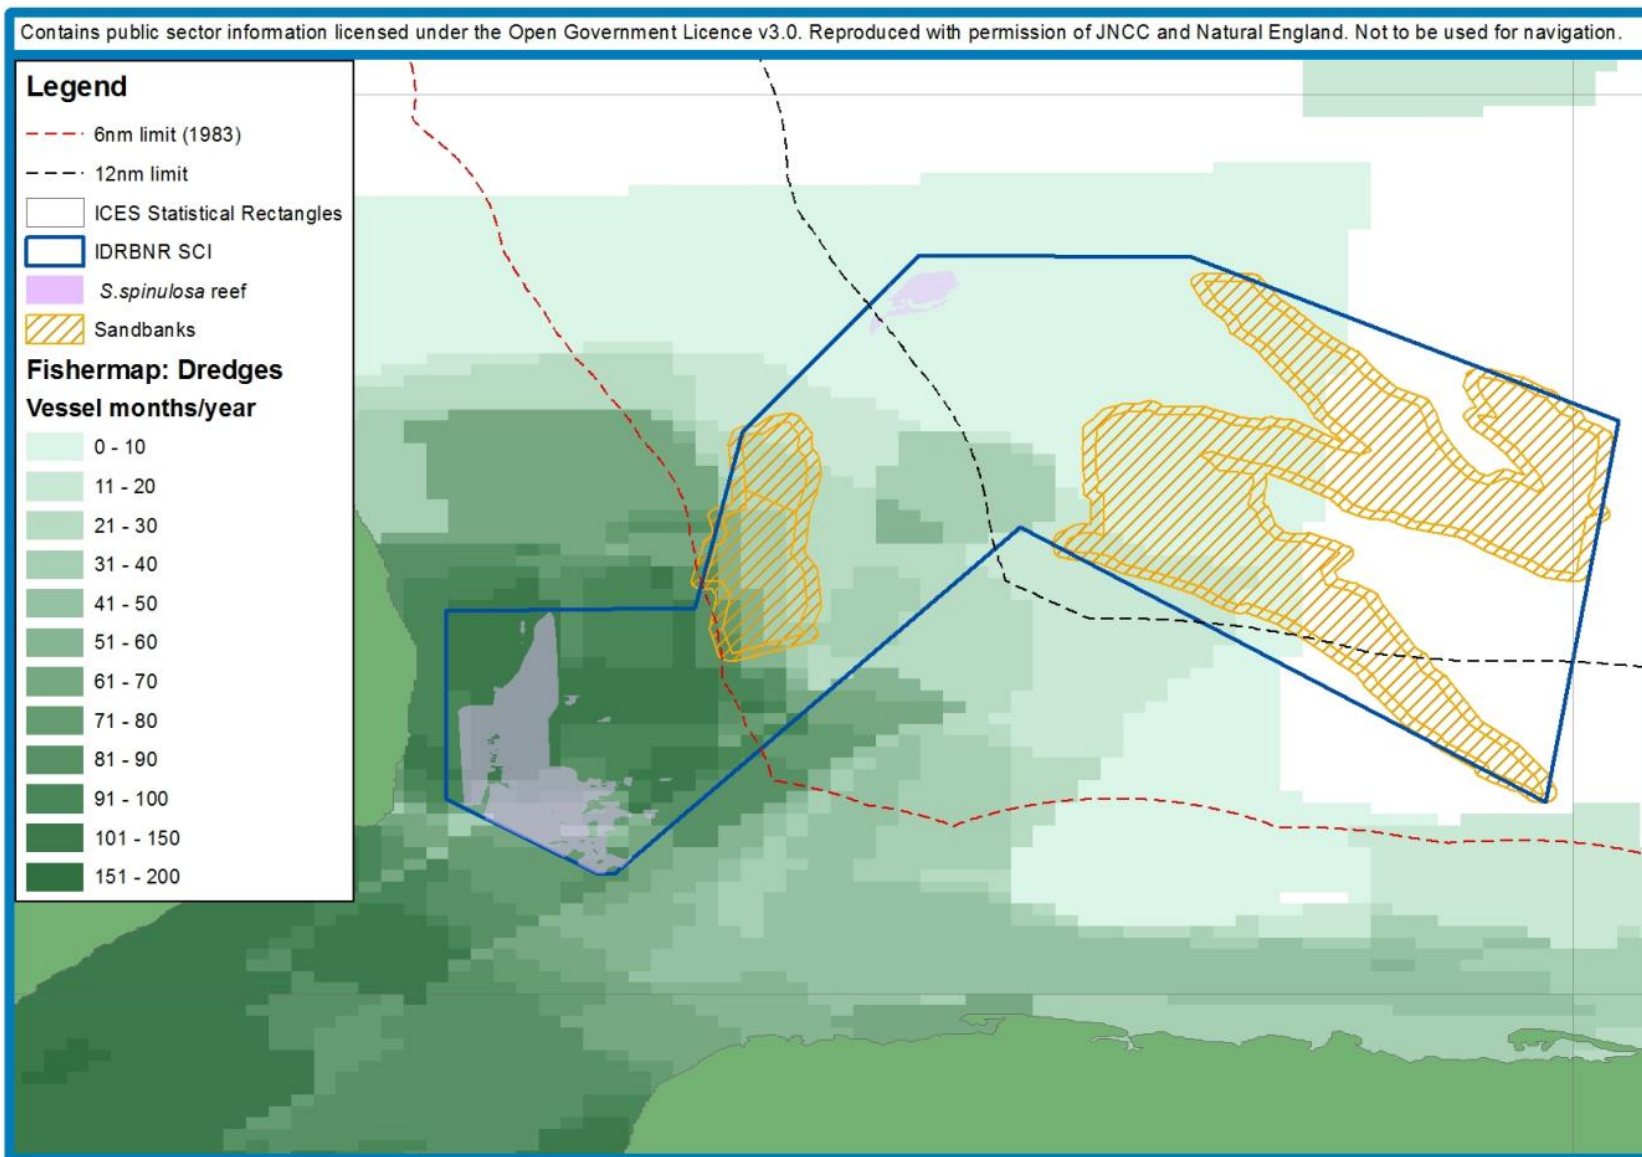 Contains public sector information licensed under the Open Government Licence v3.0. Reproduced with permission of JNCC and Natural England. Not to be used for navigation.
Legend
6nm limit (1983)
12nm limit
ICES Statistical Rectangles
IDRBNR SCI
S.spinulosa reef
Sandbanks
Fishermap: Dredges
Vessel months/year
0 - 10
11 - 20
21 - 30
31 - 40
41 - 50
51 - 60
61 - 70
71 - 80
81 - 90
91 - 100
101 - 150
151 - 200